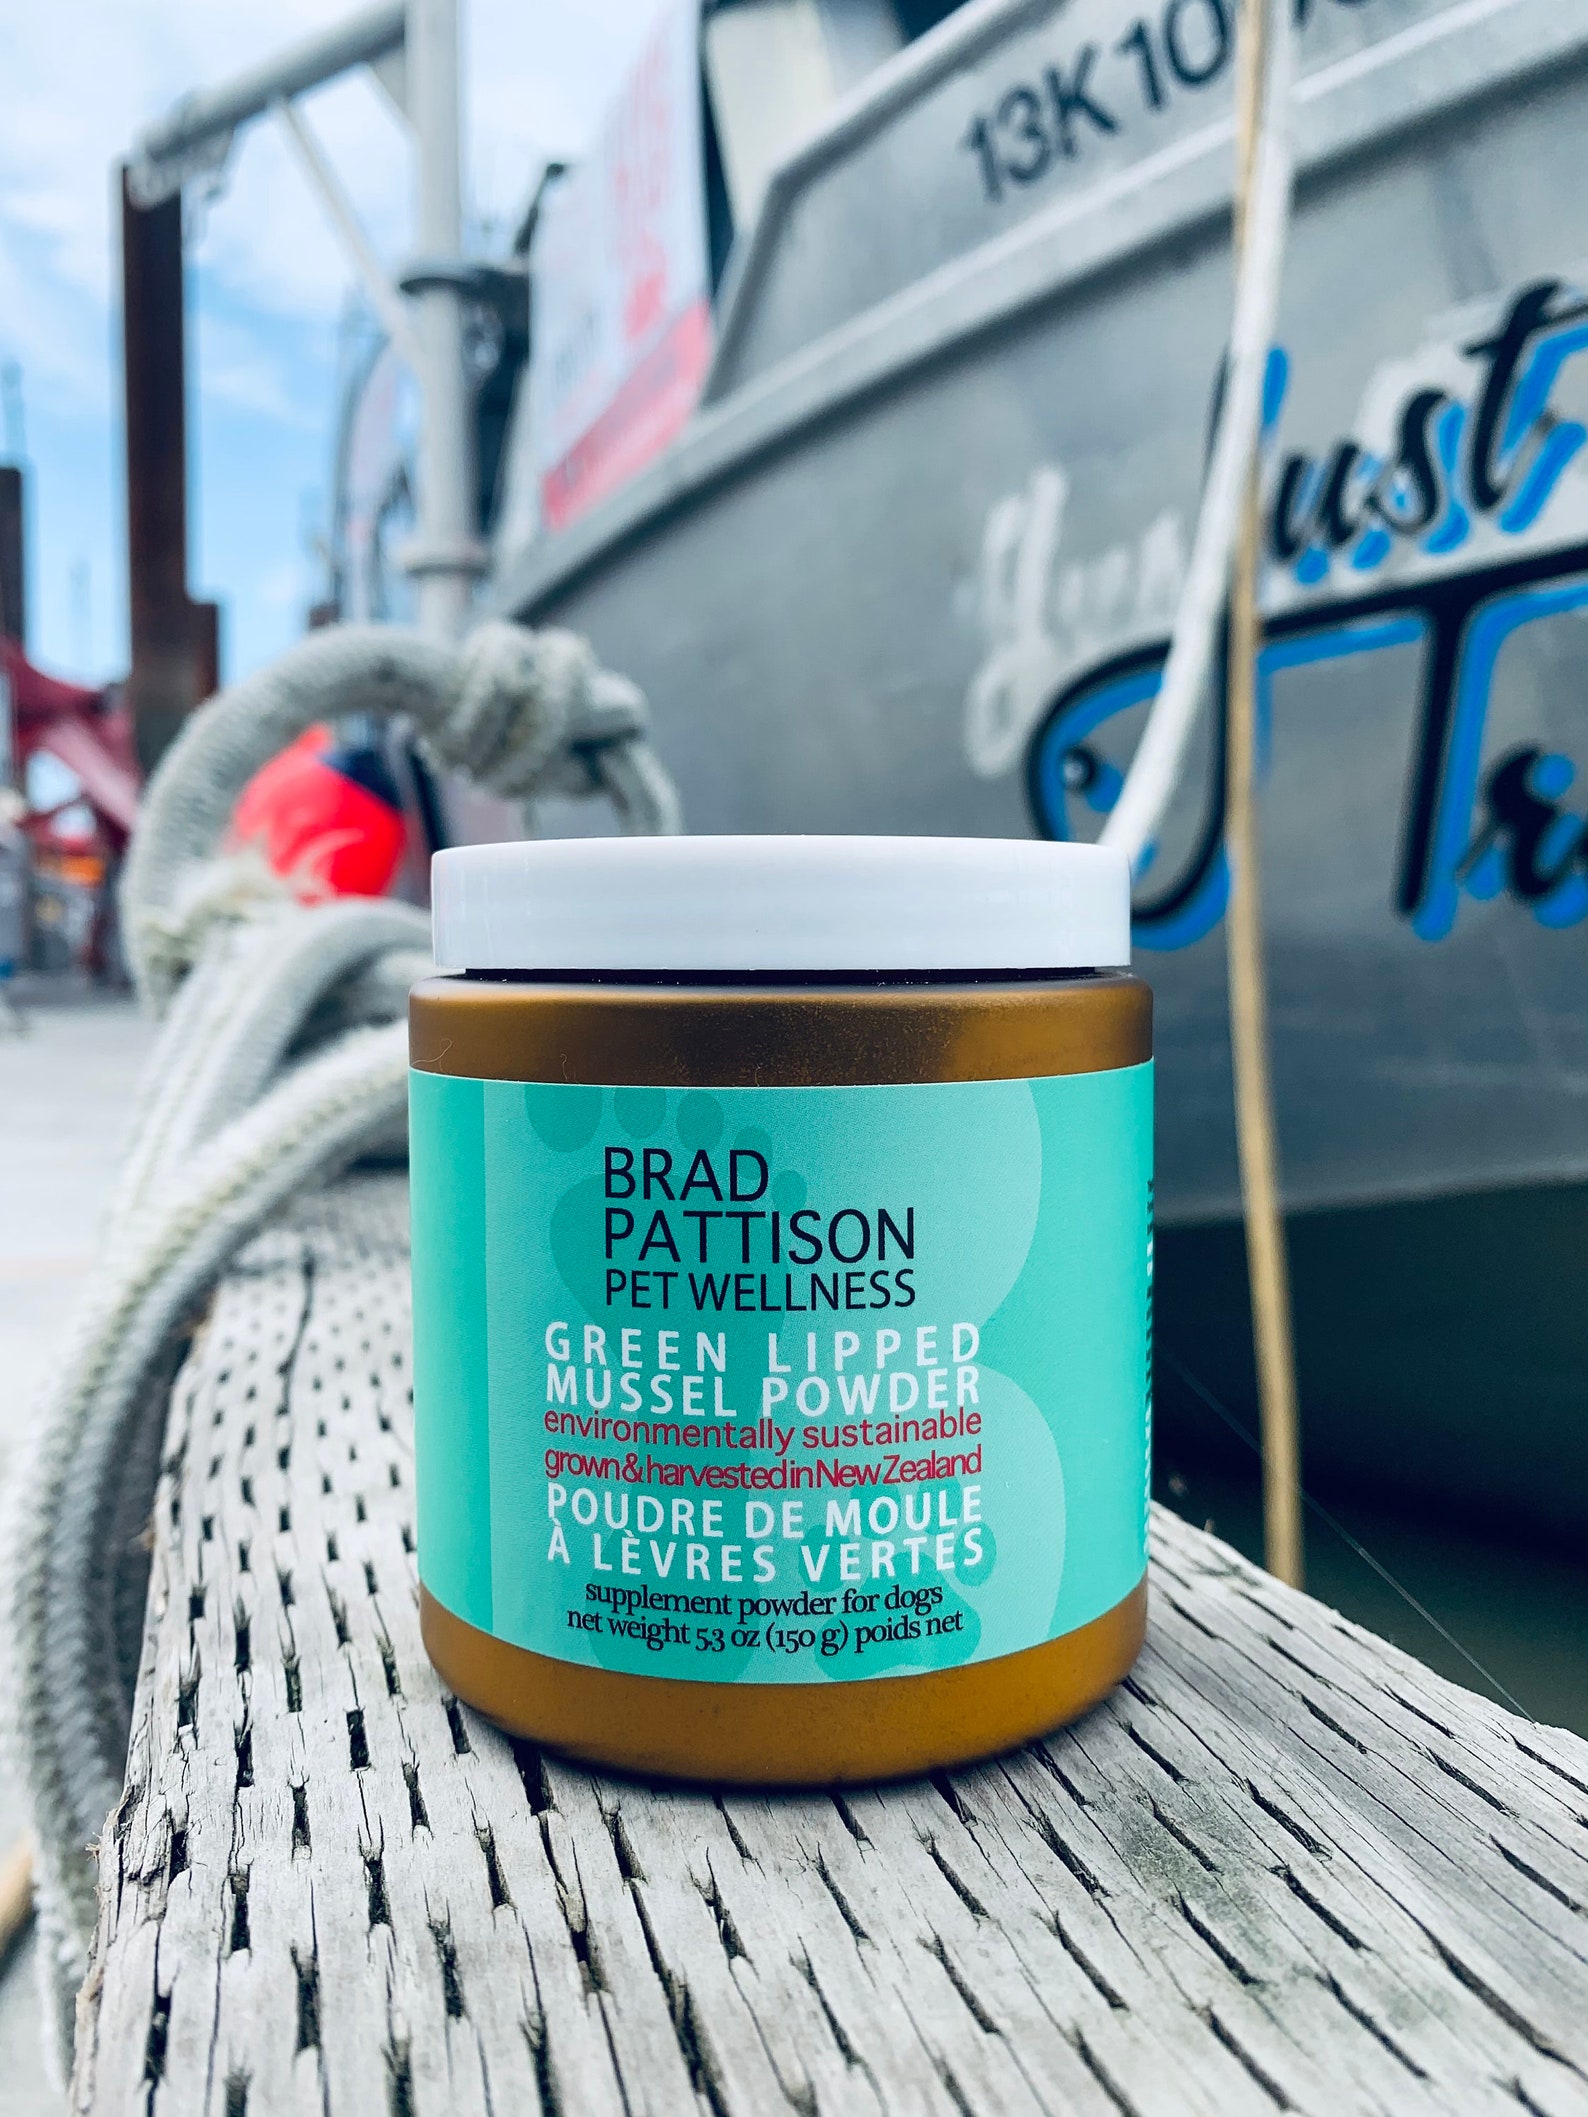 13K
Just
BRAD
PATTISON
PET WELLNESS
GREEN LIPPED
MUSSEL POWDER
environmentally sustainable
grown&harvestedinNewZealand
POUDRE DE MOULE
À LÈVRES VERTES
supplement powder for dogs
net weight 5.3 oz (150 g) poids net